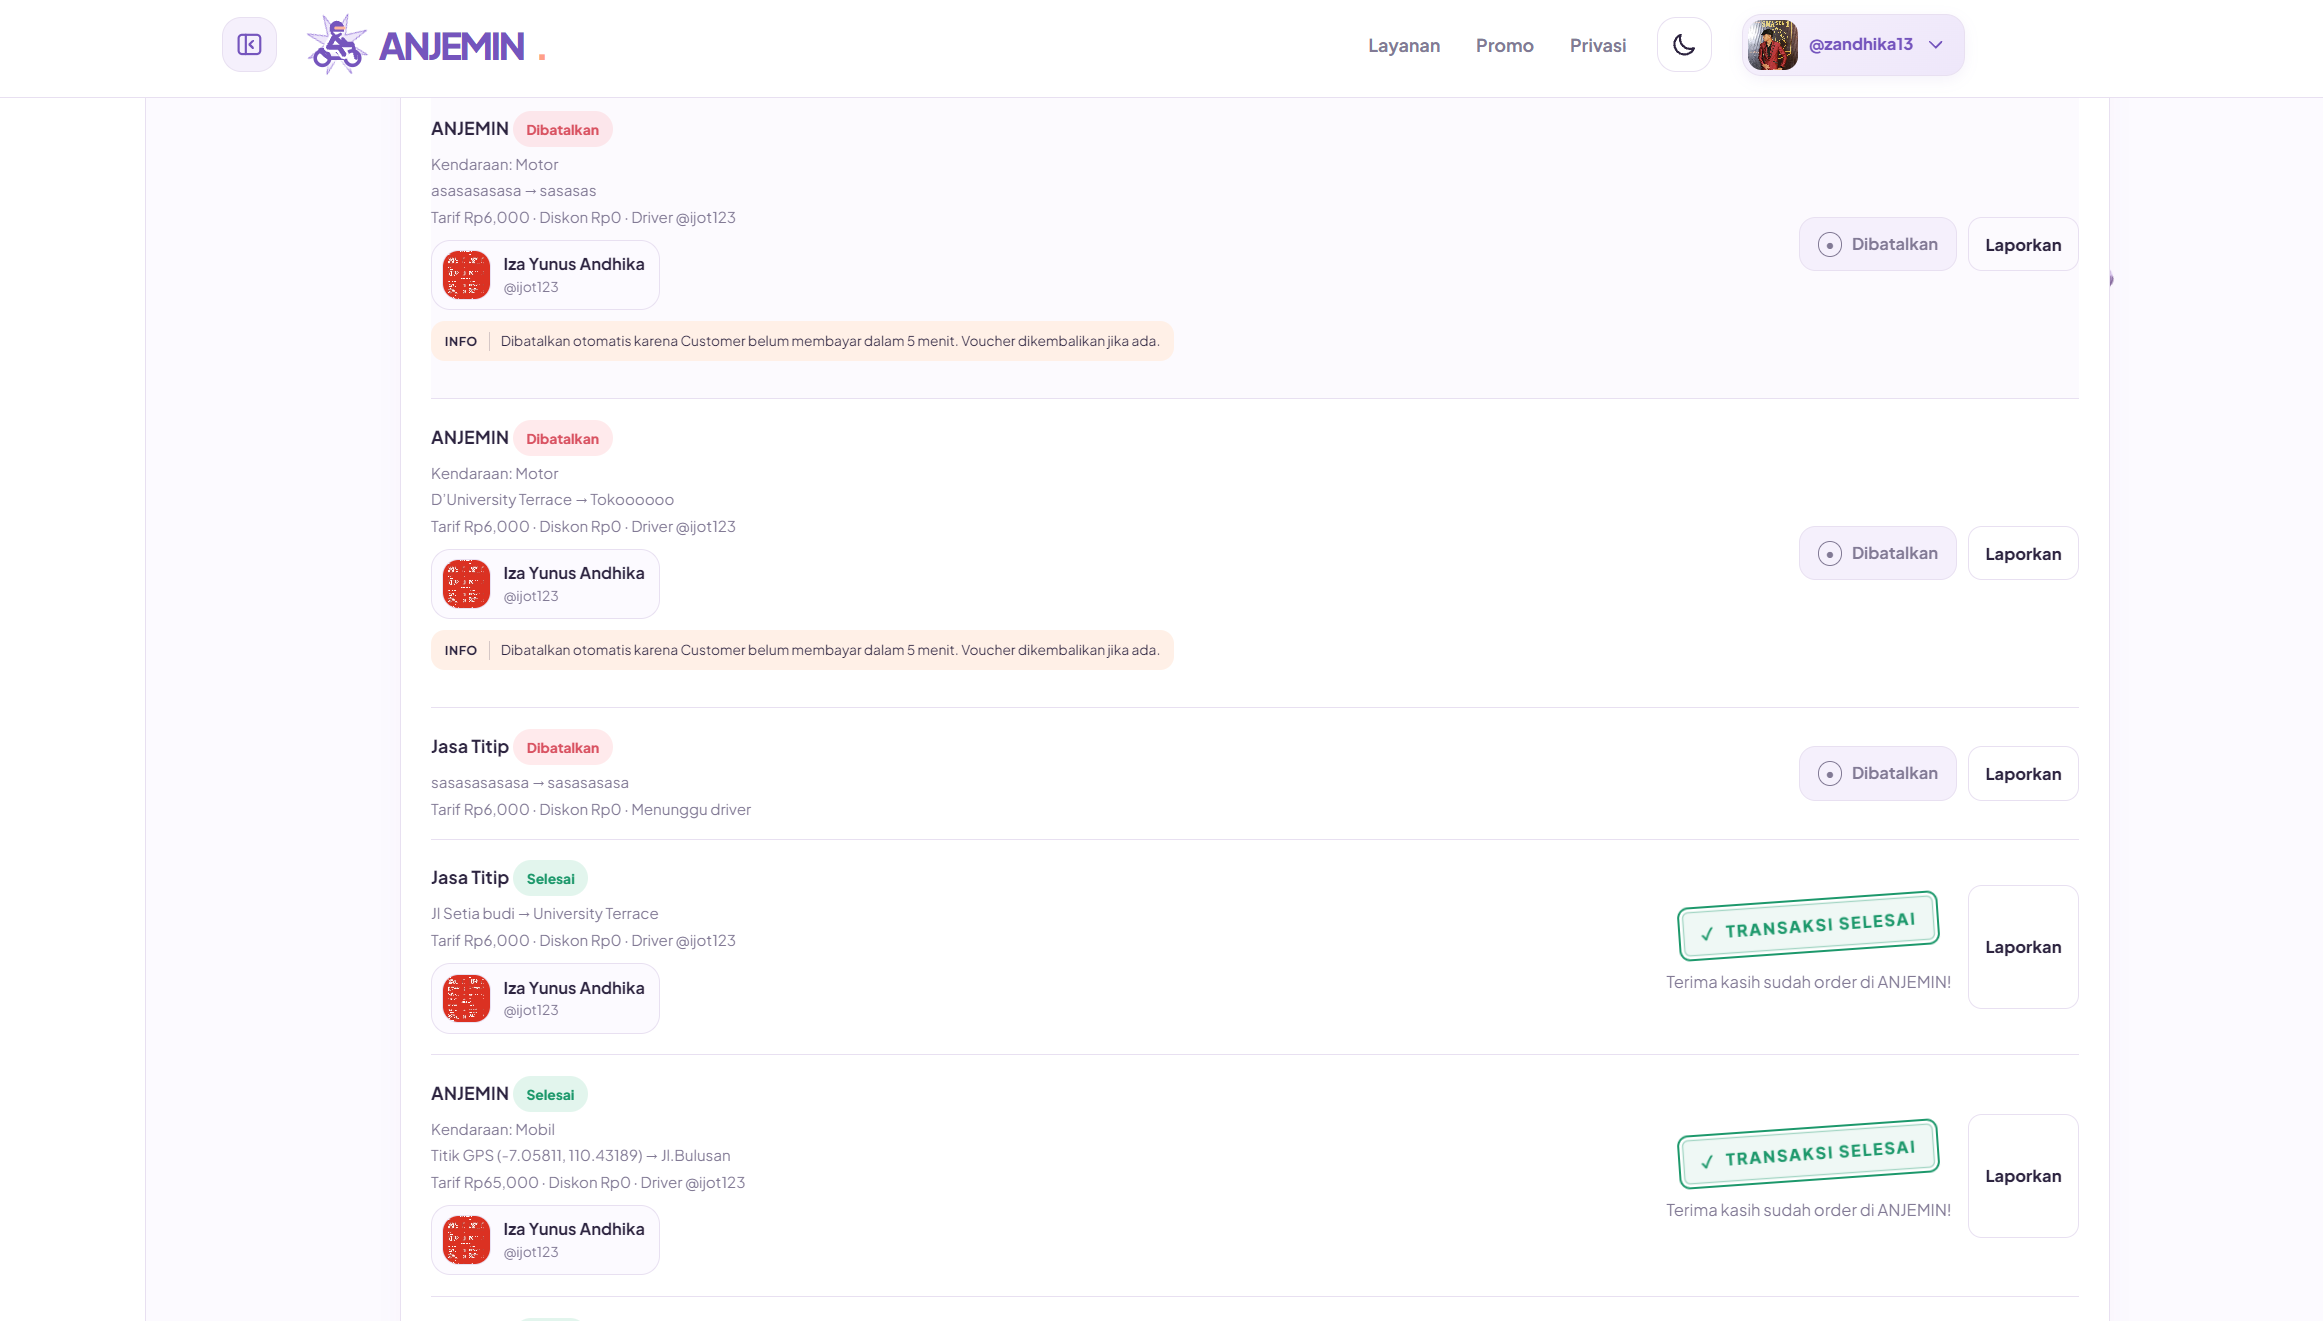 ANJEMIN .
Layanan
Promo
Privasi
@zandhika13
ANJEMIN Dibatalkan
Kendaraan: Motor
asasasasasa → sasasas
Tarif Rp6,000 · Diskon Rp0 · Driver @ijot123
Iza Yunus Andhika
@ijot123
INFO Dibatalkan otomatis karena Customer belum membayar dalam 5 menit. Voucher dikembalikan jika ada.
Dibatalkan
Laporkan
ANJEMIN Dibatalkan
Kendaraan: Motor
D'University Terrace → Tokoooooo
Tarif Rp6,000 · Diskon Rp0 · Driver @ijot123
Iza Yunus Andhika
@ijot123
INFO Dibatalkan otomatis karena Customer belum membayar dalam 5 menit. Voucher dikembalikan jika ada.
Dibatalkan
Laporkan
Jasa Titip Dibatalkan
sasasasasasa → sasasasasa
Tarif Rp6,000 · Diskon Rp0 · Menunggu driver
Dibatalkan
Laporkan
Jasa Titip Selesai
Jl Setia budi → University Terrace
Tarif Rp6,000 · Diskon Rp0 · Driver @ijot123
Iza Yunus Andhika
@ijot123
✓ TRANSAKSI SELESAI
Terima kasih sudah order di ANJEMIN!
Laporkan
ANJEMIN Selesai
Kendaraan: Mobil
Titik GPS (-7.05811, 110.43189) → Jl.Bulusan
Tarif Rp65,000 · Diskon Rp0 · Driver @ijot123
Iza Yunus Andhika
@ijot123
✓ TRANSAKSI SELESAI
Terima kasih sudah order di ANJEMIN!
Laporkan